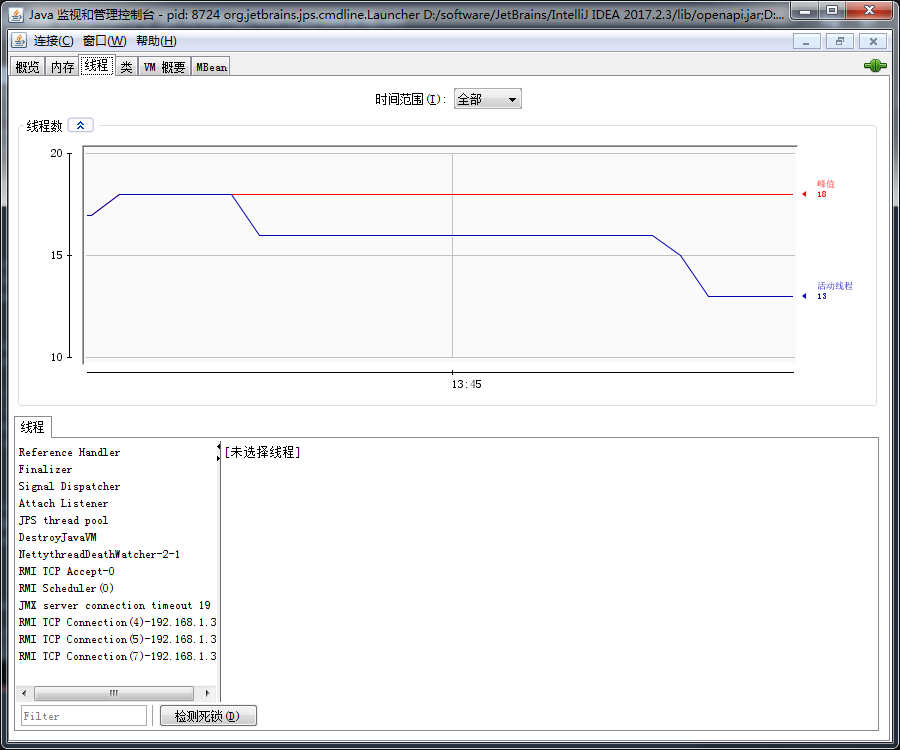 Java 监视和管理控制台 - pid: 8724 org.jetbrains.jps.cmdline.Launcher D:/software/JetBrains/IntelliJ IDEA 2017.2.3/lib/openapi.jar;D:...
连接(C) 窗口(W) 帮助(H)
概览 内存 线程 类 VM 概要 MBean
时间范围(I): 全部
线程数
20
峰值
18
15
活动线程
13
10
13:45
线程
Reference Handler
Finalizer
Signal Dispatcher
Attach Listener
JPS thread pool
DestroyJavaVM
NettythreadDeathWatcher-2-1
RMI TCP Accept-0
RMI Scheduler(0)
JMX server connection timeout 19
RMI TCP Connection(4)-192.168.1.3
RMI TCP Connection(5)-192.168.1.3
RMI TCP Connection(7)-192.168.1.3
[未选择线程]
Filter
检测死锁(D)